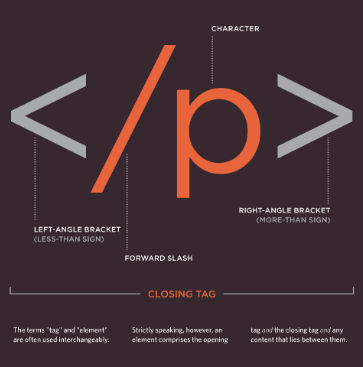 CHARACTER
</p>
LEFT-ANGLE BRACKET
(LESS-THAN SIGN)
RIGHT-ANGLE BRACKET
(MORE-THAN SIGN)
FORWARD SLASH
CLOSING TAG
The terms "tag" and "element"
are often used interchangeably.
Strictly speaking, however, an
element comprises the opening
tag and the closing tag and any
content that lies between them.